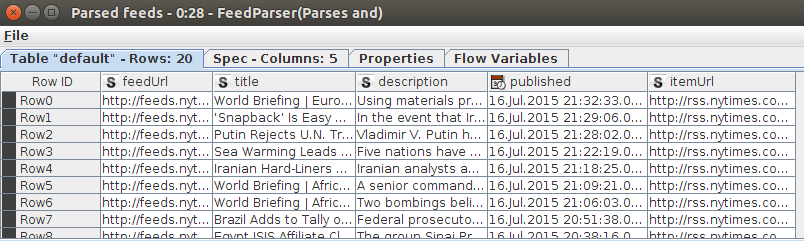 Parsed feeds - 0:28 - FeedParser(Parses and)
File
Table "default" - Rows: 20 Spec - Columns: 5 Properties Flow Variables
Row ID S feedUrl S title S description published S itemUrl
Row0 http://feeds.nyt... World Briefing | Euro... Using materials pr... 16.Jul.2015 21:32:33.0... http://rss.nytimes.co...
Row1 http://feeds.nyt... 'Snapback' Is Easy ... In the event that Ir... 16.Jul.2015 21:29:06.0... http://rss.nytimes.co...
Row2 http://feeds.nyt... Putin Rejects U.N. Tr... Vladimir V. Putin h... 16.Jul.2015 21:28:02.0... http://rss.nytimes.co...
Row3 http://feeds.nyt... Sea Warming Leads ... Five nations have ... 16.Jul.2015 21:22:19.0... http://rss.nytimes.co...
Row4 http://feeds.nyt... Iranian Hard-Liners ... Iranian analysts a... 16.Jul.2015 21:18:25.0... http://rss.nytimes.co...
Row5 http://feeds.nyt... World Briefing | Afric... A senior command... 16.Jul.2015 21:09:21.0... http://rss.nytimes.co...
Row6 http://feeds.nyt... World Briefing | Afric... Two bombings beli... 16.Jul.2015 21:06:03.0... http://rss.nytimes.co...
Row7 http://feeds.nyt... Brazil Adds to Tally o... Federal prosecuto... 16.Jul.2015 20:51:38.0... http://rss.nytimes.co...
Row8 http://feeds.nyt... Egypt ISIS Affiliate Cl... The group Sinai Pr... 16.Jul.2015 20:38:16.0... http://rss.nytimes.co...